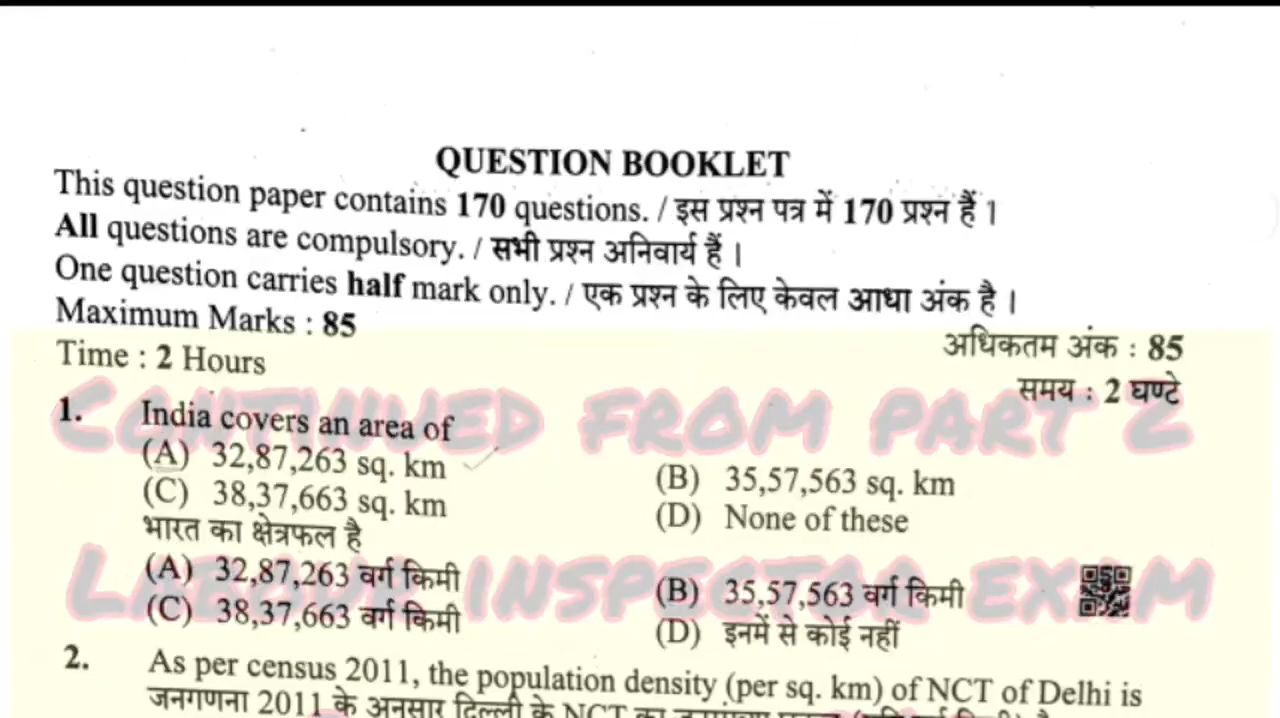 QUESTION BOOKLET
This question paper contains 170 questions. / इस प्रश्न पत्र में 170 प्रश्न हैं ।
All questions are compulsory. / सभी प्रश्न अनिवार्य हैं ।
One question carries half mark only. / एक प्रश्न के लिए केवल आधा अंक है ।
Maximum Marks : 85
अधिकतम अंक : 85
Time : 2 Hours
समय : 2 घण्टे
CONTINUED FROM PART 2
1. India covers an area of
(A) 32,87,263 sq. km (B) 35,57,563 sq. km
(C) 38,37,663 sq. km (D) None of these
भारत का क्षेत्रफल है
(A) 32,87,263 वर्ग किमी (B) 35,57,563 वर्ग किमी
INSPECTOR EXAM
(C) 38,37,663 वर्ग किमी (D) इनमें से कोई नहीं
2. As per census 2011, the population density (per sq. km) of NCT of Delhi is
जनगणना 2011 के अनुसार दिल्ली के NCT का